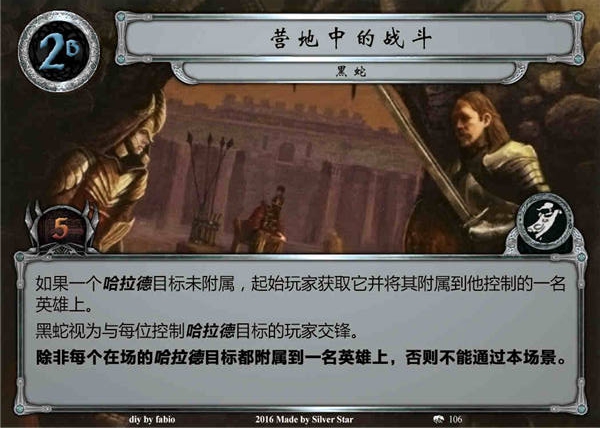 2B
营地中的战斗
黑蛇
5
如果一个哈拉德目标未附属，起始玩家获取它并将其附属到他控制的一名
英雄上。
黑蛇视为与每位控制哈拉德目标的玩家交锋。
除非每个在场的哈拉德目标都附属到一名英雄上，否则不能通过本场景。
diy by fabio 2016 Made by Silver Star 106